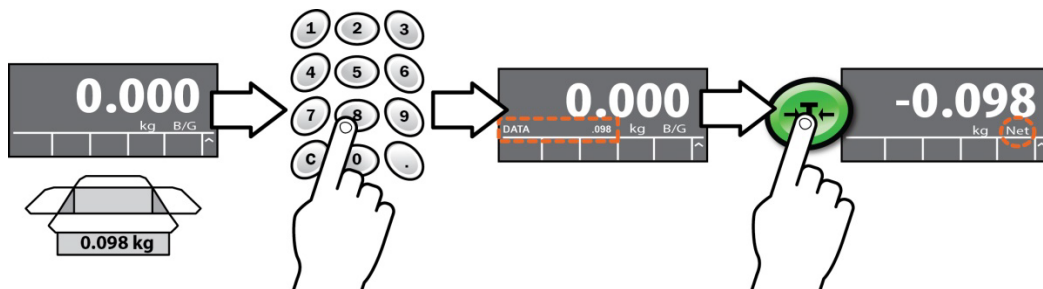 0.000
kg B/G
0.098 kg
1 2 3
4 5 6
7 8 9
C 0 .
0.000
DATA .098 kg B/G
T
-0.098
kg Net